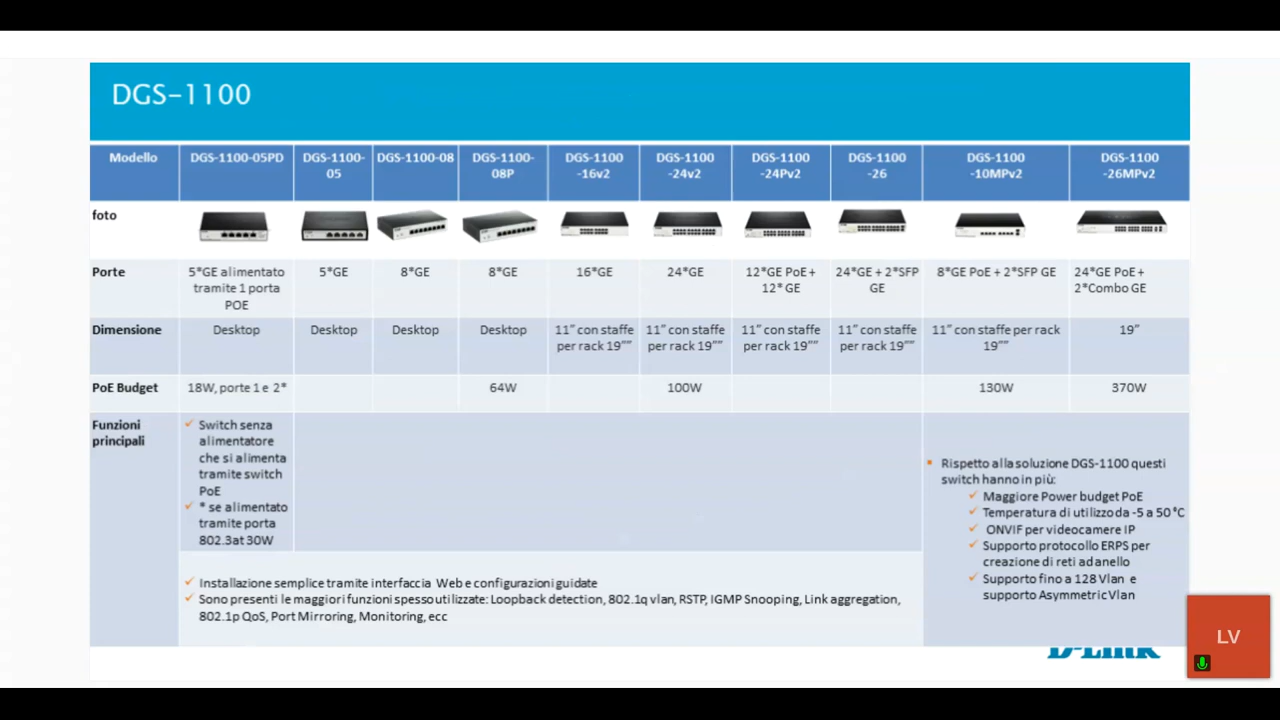 DGS-1100
Modello
DGS-1100-05PD
DGS-1100-
05
DGS-1100-08
DGS-1100-
08P
DGS-1100
-16v2
DGS-1100
-24v2
DGS-1100
-24Pv2
DGS-1100
-26
DGS-1100
-10MPv2
DGS-1100
-26MPv2
foto
Porte
5*GE alimentato
tramite 1 porta
POE
5*GE
8*GE
8*GE
16*GE
24*GE
12*GE PoE +
12* GE
24*GE + 2*SFP
GE
8*GE PoE + 2*SFP GE
24*GE PoE +
2*Combo GE
Dimensione
Desktop
Desktop
Desktop
Desktop
11” con staffe
per rack 19””
11” con staffe
per rack 19””
11” con staffe
per rack 19””
11” con staffe
per rack 19””
11” con staffe per rack
19””
19”
PoE Budget
18W, porte 1 e 2*
64W
100W
130W
370W
Funzioni
principali
Switch senza
alimentatore
che si alimenta
tramite switch
PoE
* se alimentato
tramite porta
802.3at 30W
Installazione semplice tramite interfaccia Web e configurazioni guidate
Sono presenti le maggiori funzioni spesso utilizzate: Loopback detection, 802.1q vlan, RSTP, IGMP Snooping, Link aggregation,
802.1p QoS, Port Mirroring, Monitoring, ecc
Rispetto alla soluzione DGS-1100 questi
switch hanno in più:
Maggiore Power budget PoE
Temperatura di utilizzo da -5 a 50 °C
ONVIF per videocamere IP
Supporto protocollo ERPS per
creazione di reti ad anello
Supporto fino a 128 Vlan e
supporto Asymmetric Vlan
D-Link
LV